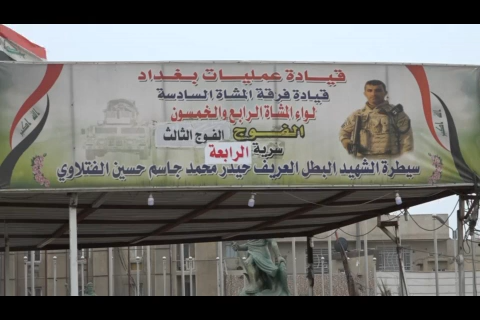 قيادة عمليات بغداد
قيادة فرقة المشاة السادسة
لواء المشاة الرابع والخمسون
الفوج الفوج الثالث
سرية الرابعة
سيطرة الشهيد البطل العريف حيدر محمد جاسم حسين الفتلاوي